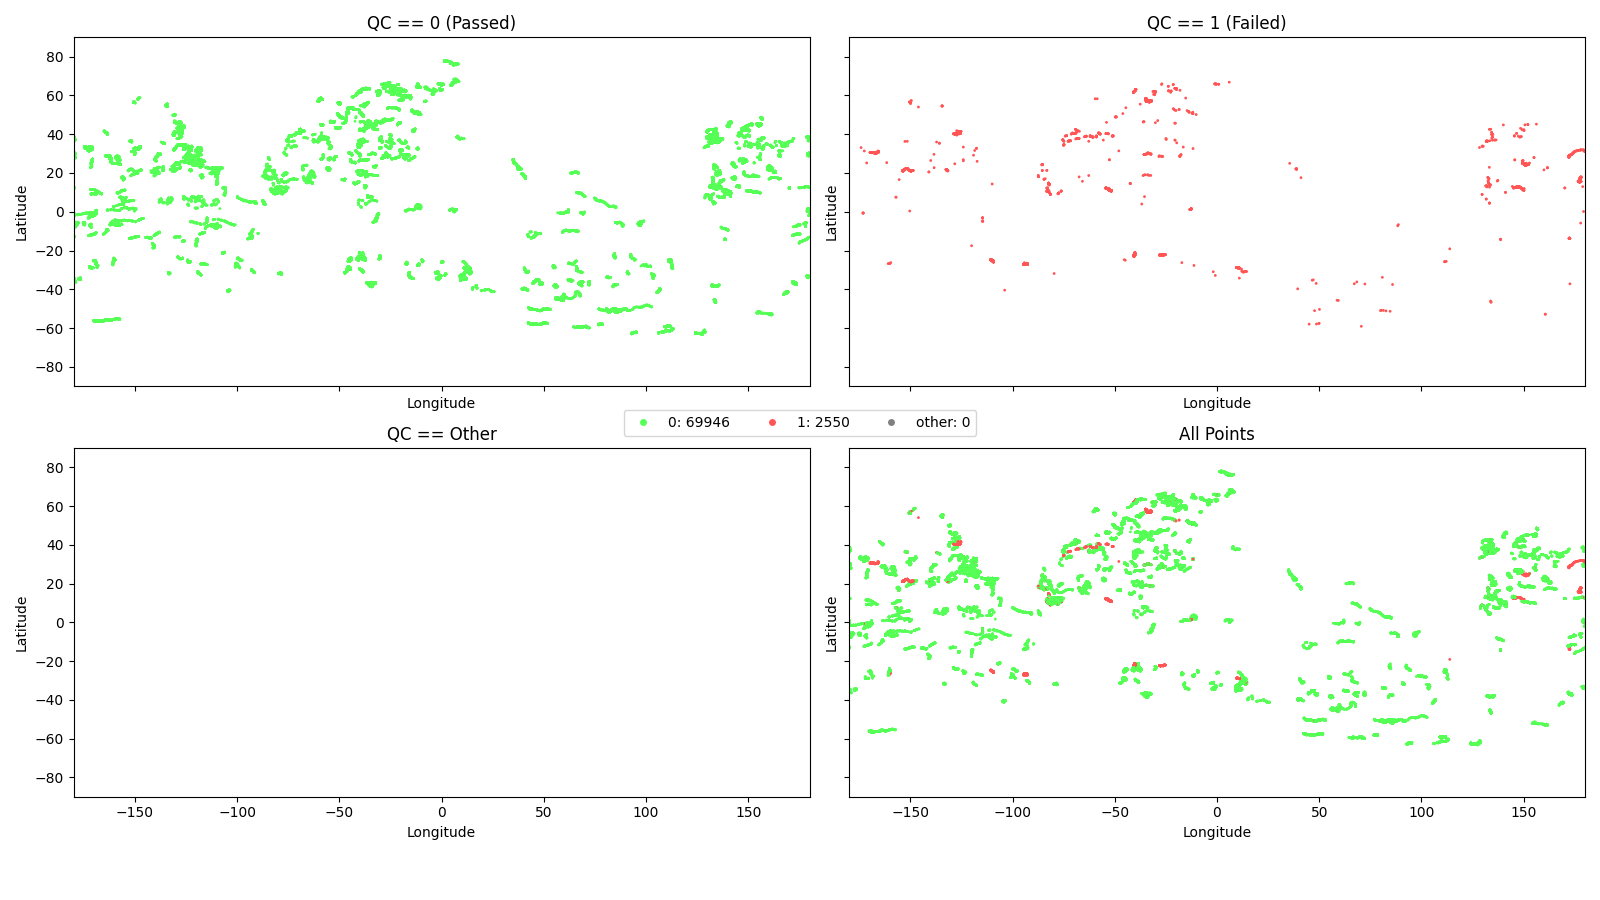 QC == 0 (Passed)
QC == 1 (Failed)
80
60
40
20
0
−20
−40
−60
−80
Latitude
Latitude
Longitude
Longitude
0: 69946
1: 2550
other: 0
QC == Other
All Points
80
60
40
20
0
−20
−40
−60
−80
Latitude
Latitude
−150
−100
−50
0
50
100
150
−150
−100
−50
0
50
100
150
Longitude
Longitude